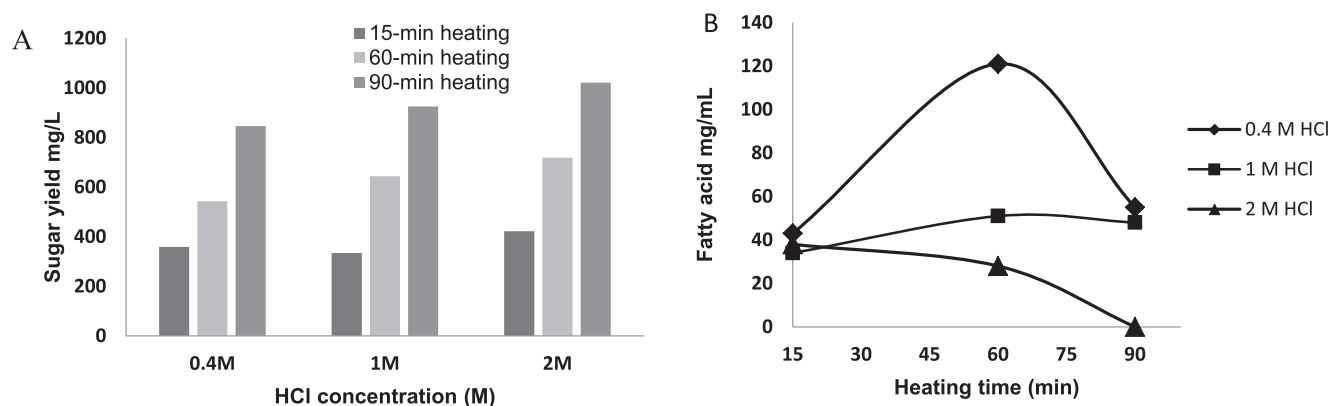 A
1200
1000
800
600
400
200
0
Sugar yield mg/L
15-min heating
60-min heating
90-min heating
0.4M
1M
2M
HCl concentration (M)
B
140
120
100
80
60
40
20
0
Fatty acid mg/mL
15
30
45
60
75
90
Heating time (min)
0.4 M HCl
1 M HCl
2 M HCl